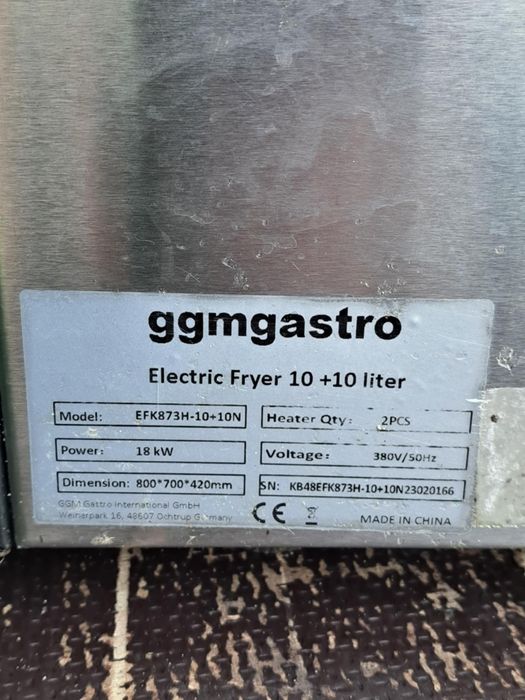 ggmgastro
Electric Fryer 10 +10 liter
Model: EFK873H-10+10N Heater Qty: 2PCS
Power: 18 kW Voltage: 380V/50Hz
Dimension: 800*700*420mm SN: KB48EFK873H-10+10N23020166
GGM Gastro International GmbH
Weinerpark 16, 48607 Ochtrup Germany CE MADE IN CHINA